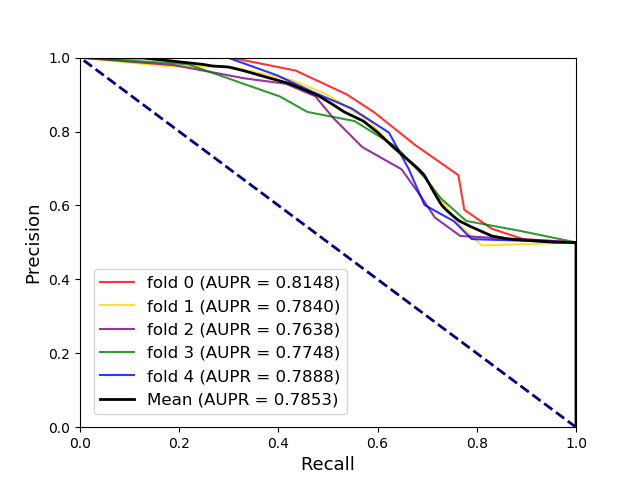 1.0
0.8
0.6
0.4
0.2
0.0
Precision
fold 0 (AUPR = 0.8148)
fold 1 (AUPR = 0.7840)
fold 2 (AUPR = 0.7638)
fold 3 (AUPR = 0.7748)
fold 4 (AUPR = 0.7888)
Mean (AUPR = 0.7853)
0.0 0.2 0.4 0.6 0.8 1.0
Recall